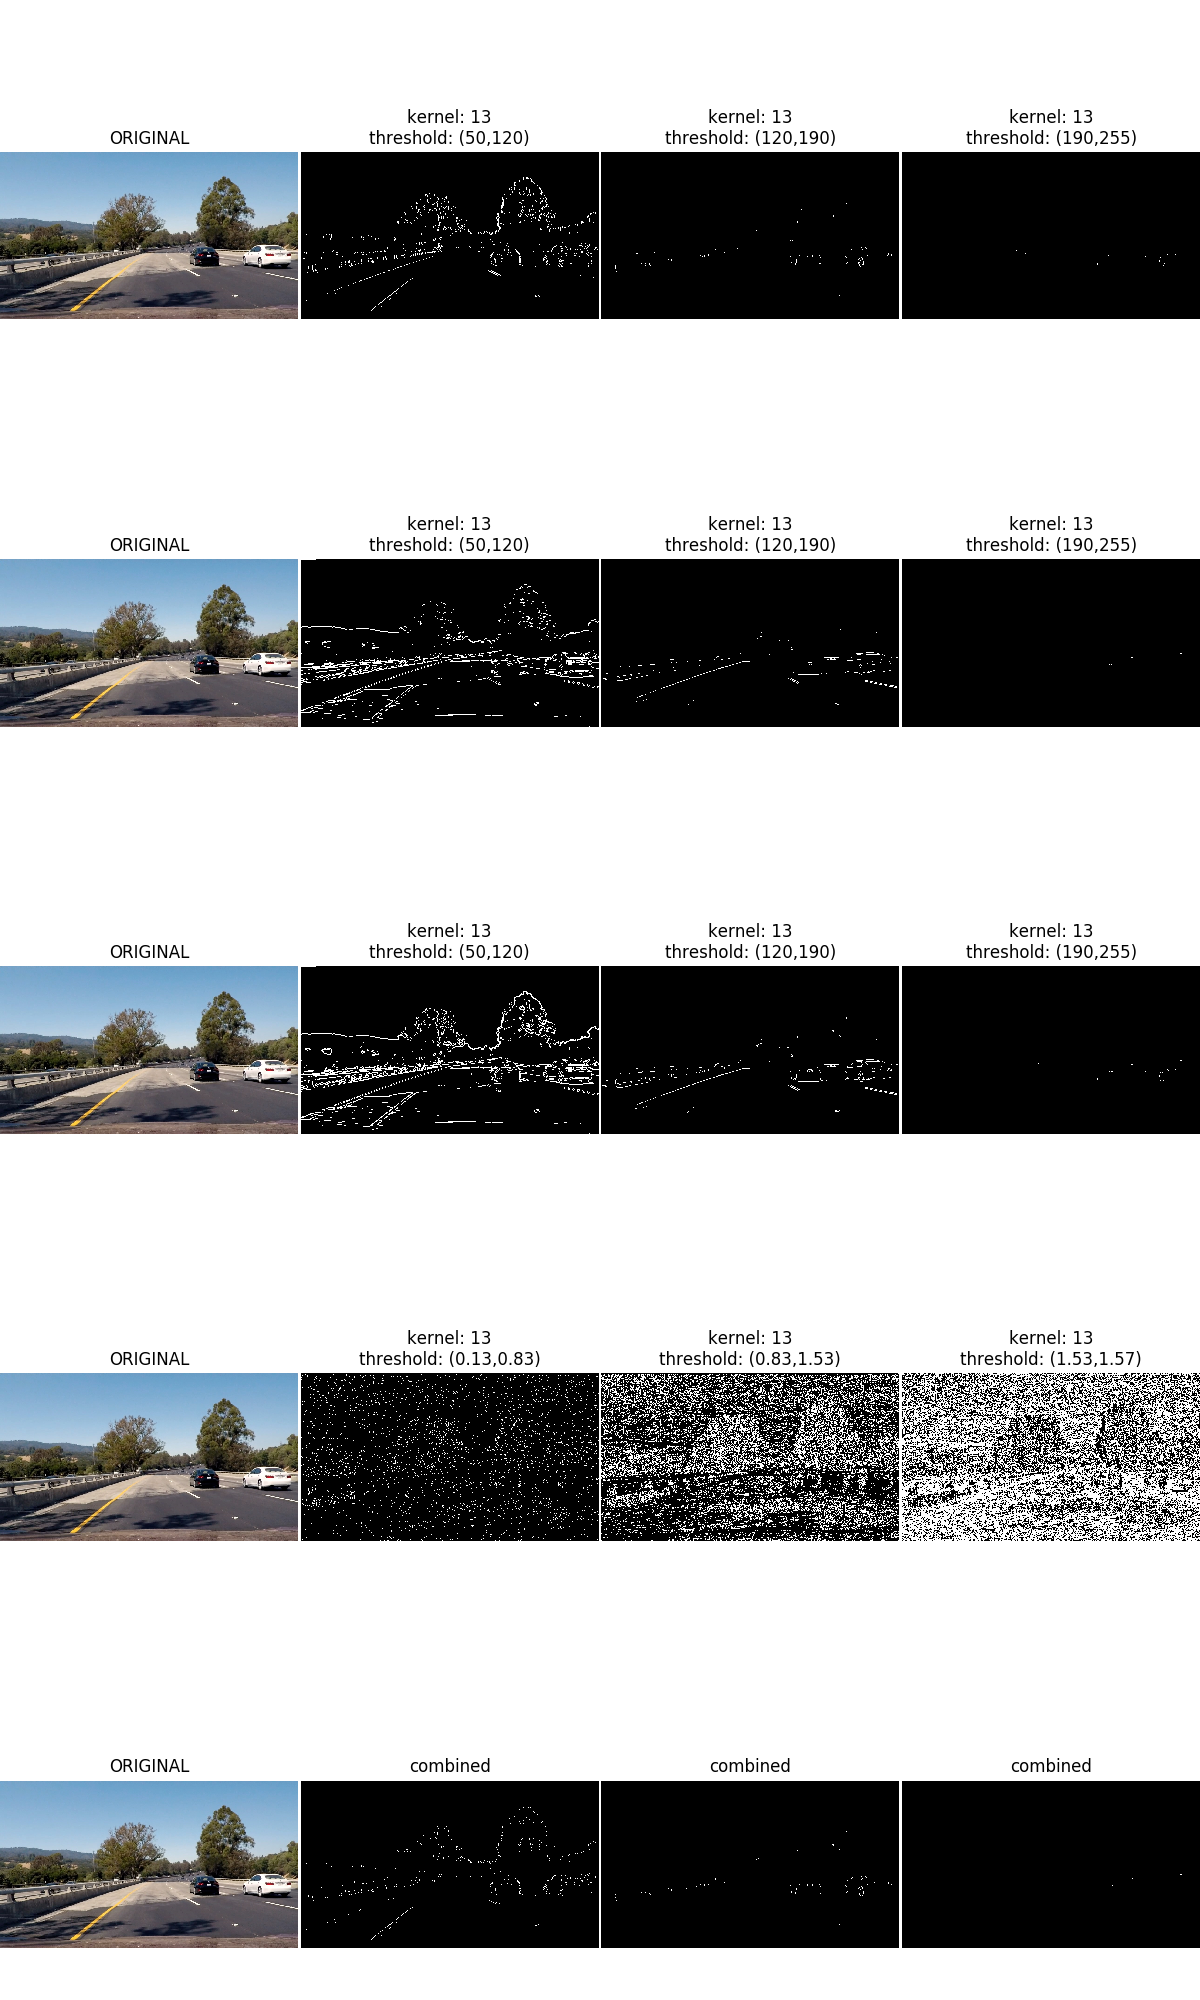 ORIGINAL
kernel: 13
threshold: (50,120)
kernel: 13
threshold: (120,190)
kernel: 13
threshold: (190,255)
ORIGINAL
kernel: 13
threshold: (50,120)
kernel: 13
threshold: (120,190)
kernel: 13
threshold: (190,255)
ORIGINAL
kernel: 13
threshold: (50,120)
kernel: 13
threshold: (120,190)
kernel: 13
threshold: (190,255)
ORIGINAL
kernel: 13
threshold: (0.13,0.83)
kernel: 13
threshold: (0.83,1.53)
kernel: 13
threshold: (1.53,1.57)
ORIGINAL
combined
combined
combined